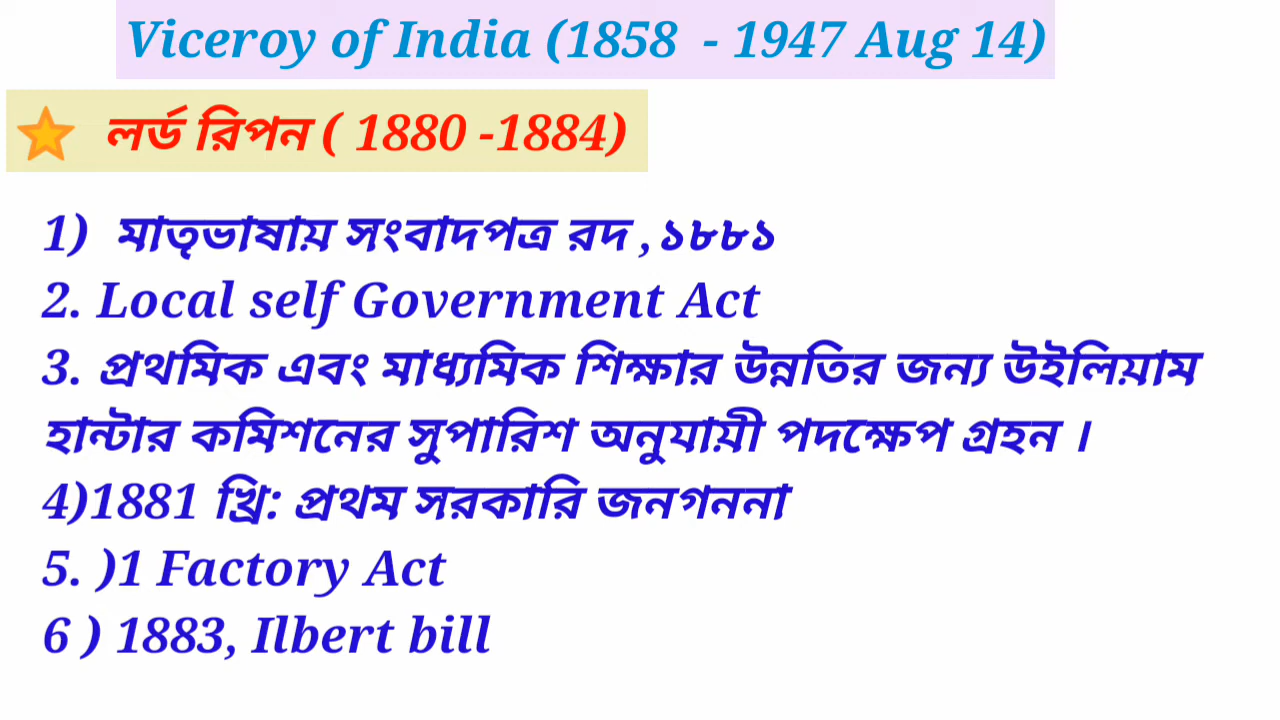 Viceroy of India (1858 - 1947 Aug 14)
লর্ড রিপন ( 1880 -1884)
1) মাতৃভাষায় সংবাদপত্র রদ ,১৮৮১
2. Local self Government Act
3. প্রথমিক এবং মাধ্যমিক শিক্ষার উন্নতির জন্য উইলিয়াম
হান্টার কমিশনের সুপারিশ অনুযায়ী পদক্ষেপ গ্রহন ।
4)1881 খ্রি: প্রথম সরকারি জনগননা
5. )1 Factory Act
6 ) 1883, Ilbert bill